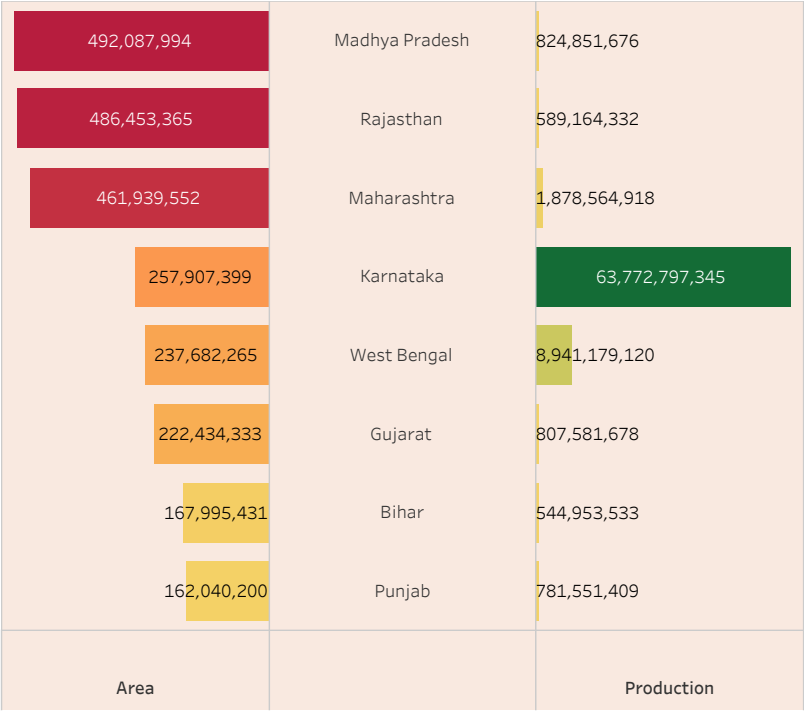 492,087,994 Madhya Pradesh 824,851,676
486,453,365 Rajasthan 589,164,332
461,939,552 Maharashtra 1,878,564,918
257,907,399 Karnataka 63,772,797,345
237,682,265 West Bengal 8,941,179,120
222,434,333 Gujarat 807,581,678
167,995,431 Bihar 544,953,533
162,040,200 Punjab 781,551,409
Area Production